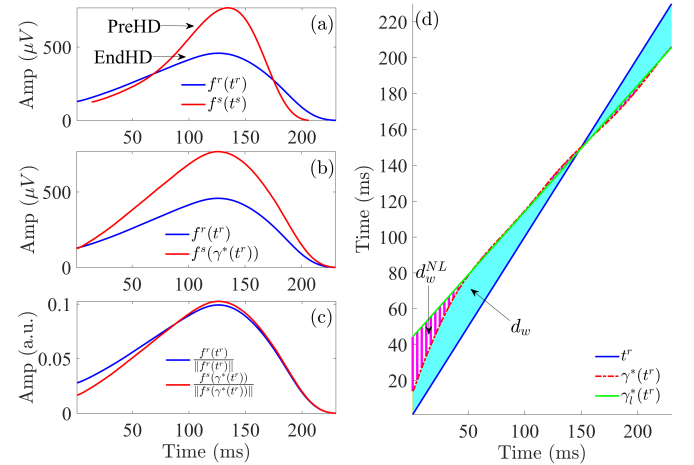 (a)
PreHD
EndHD
Amp (μV)
500
0
f^r(t^r)
f^s(t^s)
50 100 150 200
(b)
Amp (μV)
500
0
f^r(t^r)
f^s(γ*(t^r))
50 100 150 200
(c)
Amp (a.u.)
0.1
0.05
0
f^r(t^r)
‖f^r(t^r)‖
f^s(γ*(t^r))
‖f^s(γ*(t^r))‖
50 100 150 200
Time (ms)
(d)
Time (ms)
220
200
180
160
140
120
100
80
60
40
20
d_w^{NL}
d_w
t^r
γ*(t^r)
γ_l*(t^r)
50 100 150 200
Time (ms)